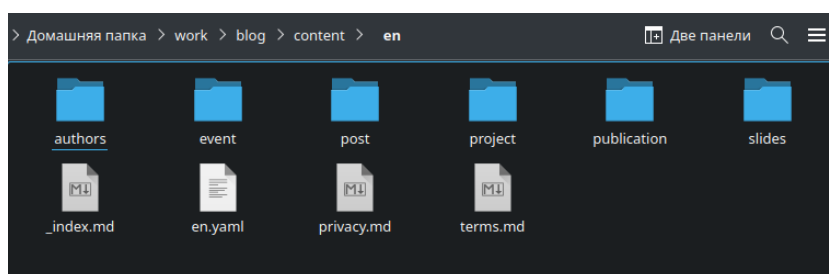 > Домашняя папка > work > blog > content > en Две панели
authors event post project publication slides
M↓ M↓ M↓
_index.md en.yaml privacy.md terms.md